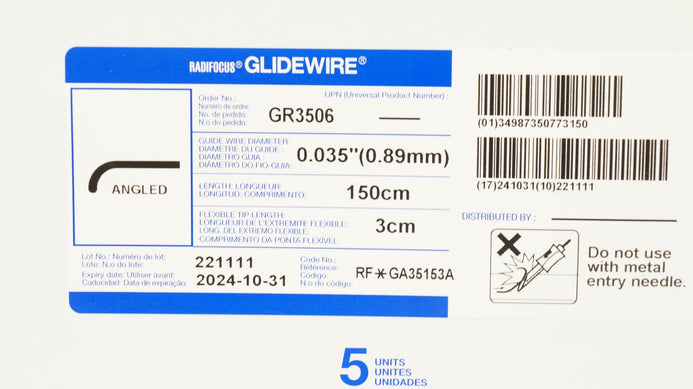 RADIFOCUS® GLIDEWIRE®
Order No.:
Numéro de ordre:
No. de pedido:
N.o do pedido:
GR3506
UPN (Universal Product Number) :
ANGLED
GUIDE WIRE DIAMETER:
DIAMETRE DU GUIDE :
DIÁMETRO GUIA :
DIÂMETRO DO FIO-GUIA:
0.035"(0.89mm)
LENGTH: LONGUEUR:
LONGITUD: COMPRIMENTO:
150cm
FLEXIBLE TIP LENGTH:
LONGUEUR DE L'EXTREMITE FLEXIBLE:
LONG. DEL EXTREMO FLEXIBLE:
COMPRIMENTO DA PONTA FLEXÍVEL:
3cm
Lot No.: Numéro de lot:
Lote: N.o do lote:
221111
Expiry date: Utiliser avant:
Caducidad: Data de expiração:
2024-10-31
Code No.:
Référence:
Código:
N.o do código:
RF*GA35153A
(01)34987350773150
(17)241031(10)221111
DISTRIBUTED BY :
Do not use
with metal
entry needle.
5 UNITS
UNITES
UNIDADES